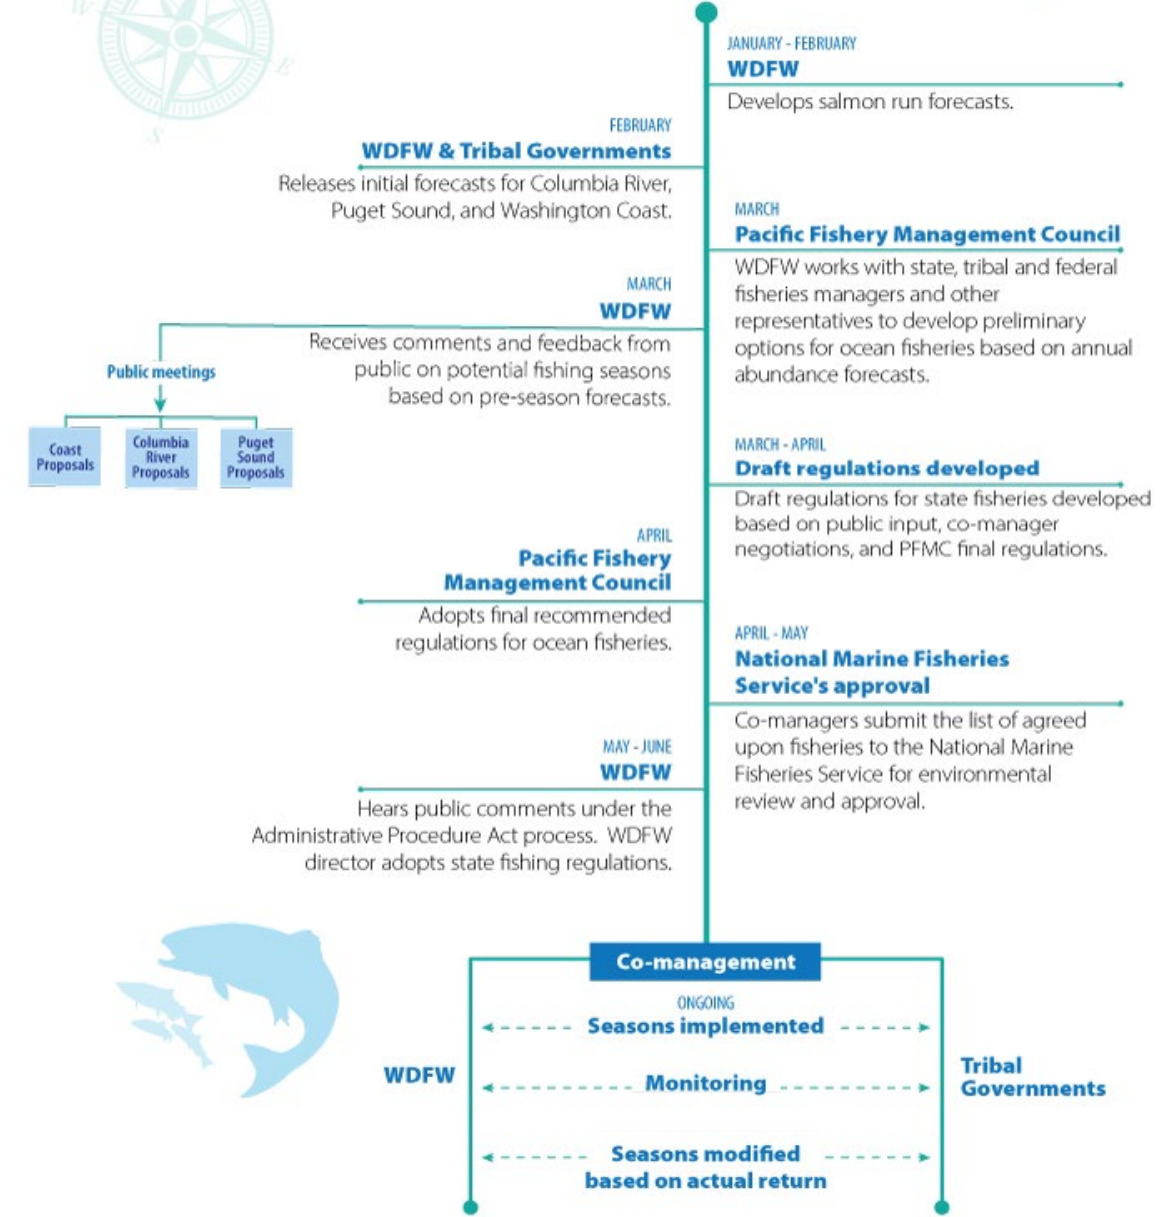 W
E
S
JANUARY - FEBRUARY
WDFW
Develops salmon run forecasts.
FEBRUARY
WDFW & Tribal Governments
Releases initial forecasts for Columbia River,
Puget Sound, and Washington Coast.
MARCH
Pacific Fishery Management Council
WDFW works with state, tribal and federal
fisheries managers and other
representatives to develop preliminary
options for ocean fisheries based on annual
abundance forecasts.
MARCH
WDFW
Receives comments and feedback from
public on potential fishing seasons
based on pre-season forecasts.
Public meetings
Coast
Proposals
Columbia
River
Proposals
Puget
Sound
Proposals
MARCH - APRIL
Draft regulations developed
Draft regulations for state fisheries developed
based on public input, co-manager
negotiations, and PFMC final regulations.
APRIL
Pacific Fishery
Management Council
Adopts final recommended
regulations for ocean fisheries.
APRIL - MAY
National Marine Fisheries
Service's approval
Co-managers submit the list of agreed
upon fisheries to the National Marine
Fisheries Service for environmental
review and approval.
MAY - JUNE
WDFW
Hears public comments under the
Administrative Procedure Act process. WDFW
director adopts state fishing regulations.
Co-management
ONGOING
Seasons implemented
WDFW
Monitoring
Tribal
Governments
Seasons modified
based on actual return